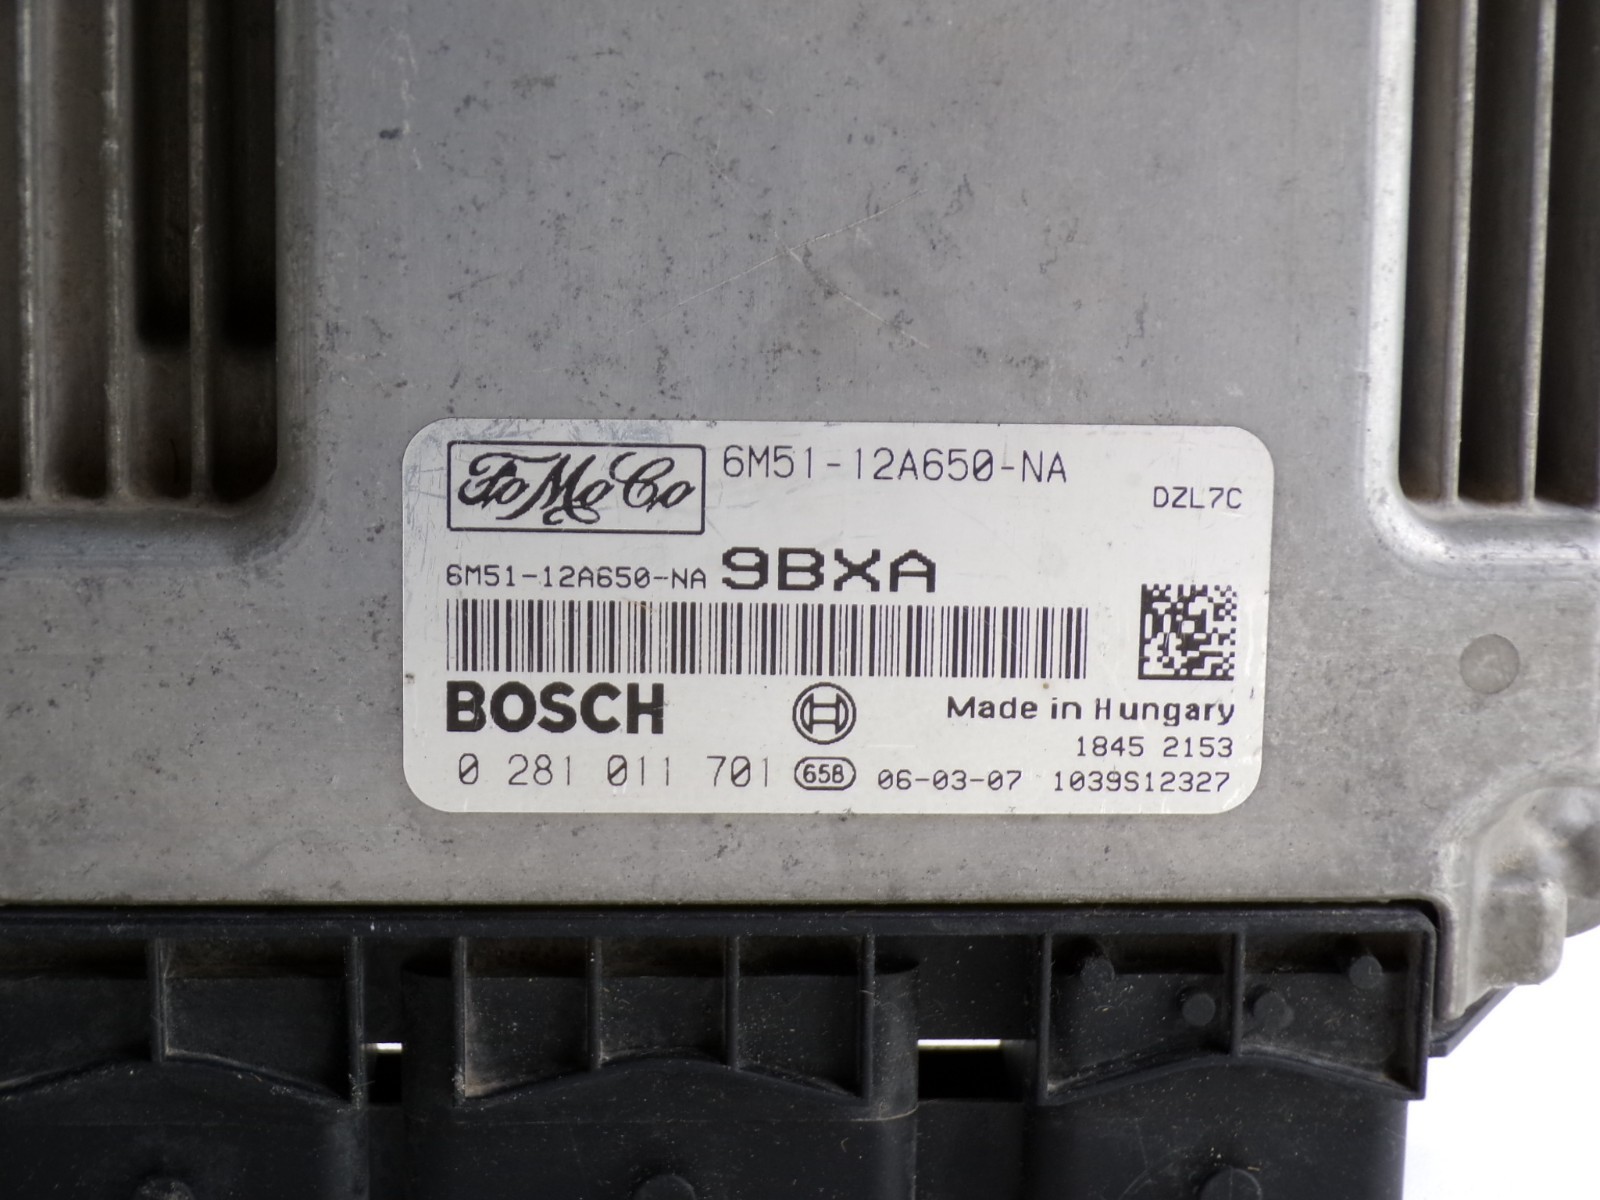 FoMoCo 6M51-12A650-NA
DZL7C
6M51-12A650-NA 9BXA
BOSCH Made in Hungary
1845 2153
0 281 011 701 658 06-03-07 1039S12327